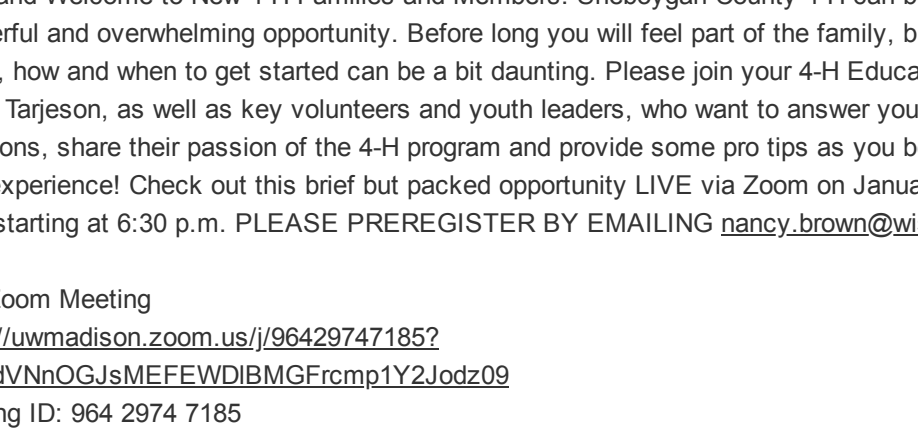 and Welcome to New 4-H Families and Members! Sheboygan County 4-H can b
erful and overwhelming opportunity. Before long you will feel part of the family, b
, how and when to get started can be a bit daunting. Please join your 4-H Educa
Tarjeson, as well as key volunteers and youth leaders, who want to answer you
ons, share their passion of the 4-H program and provide some pro tips as you b
experience! Check out this brief but packed opportunity LIVE via Zoom on Janua
starting at 6:30 p.m. PLEASE PREREGISTER BY EMAILING nancy.brown@wi
Zoom Meeting
//uwmadison.zoom.us/j/96429747185?
dVNnOGJsMEFEWDlBMGFrcmp1Y2Jodz09
ng ID: 964 2974 7185